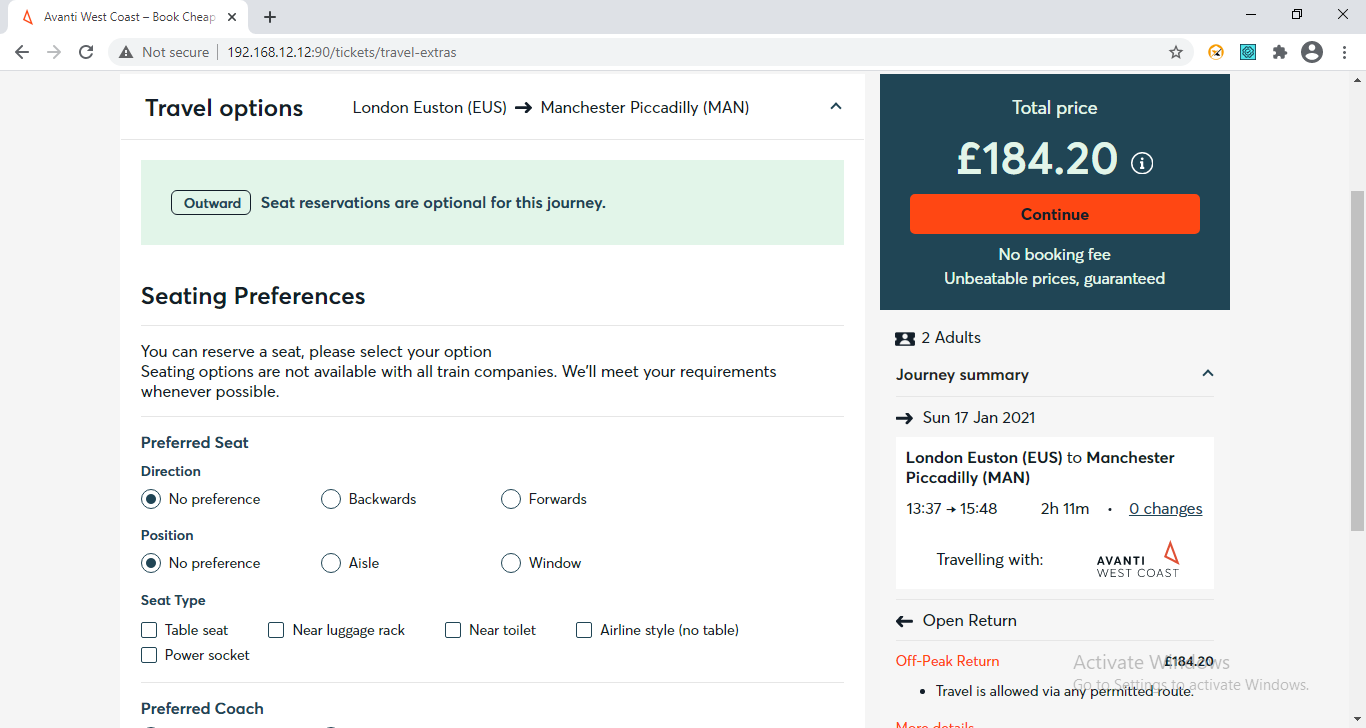 Avanti West Coast – Book Cheap
Not secure
192.168.12.12:90/tickets/travel-extras
Travel options
London Euston (EUS) → Manchester Piccadilly (MAN)
Outward
Seat reservations are optional for this journey.
Seating Preferences
You can reserve a seat, please select your option
Seating options are not available with all train companies. We'll meet your requirements
whenever possible.
Preferred Seat
Direction
No preference
Backwards
Forwards
Position
No preference
Aisle
Window
Seat Type
Table seat
Near luggage rack
Near toilet
Airline style (no table)
Power socket
Preferred Coach
Total price
£184.20
Continue
No booking fee
Unbeatable prices, guaranteed
2 Adults
Journey summary
→ Sun 17 Jan 2021
London Euston (EUS) to Manchester
Piccadilly (MAN)
13:37 → 15:48
2h 11m · 0 changes
Travelling with:
AVANTI
WEST COAST
← Open Return
Off-Peak Return
£184.20
• Travel is allowed via any permitted route.
More details
Activate Windows
Go to Settings to activate Windows.